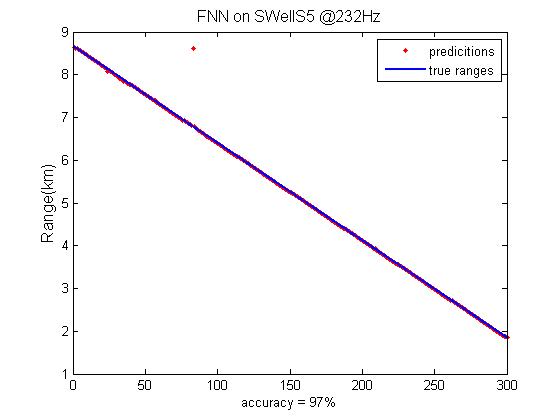 FNN on SWellS5 @232Hz
9
8
7
6
5
4
3
2
1
Range(km)
predicitions
true ranges
0 50 100 150 200 250 300
accuracy = 97%